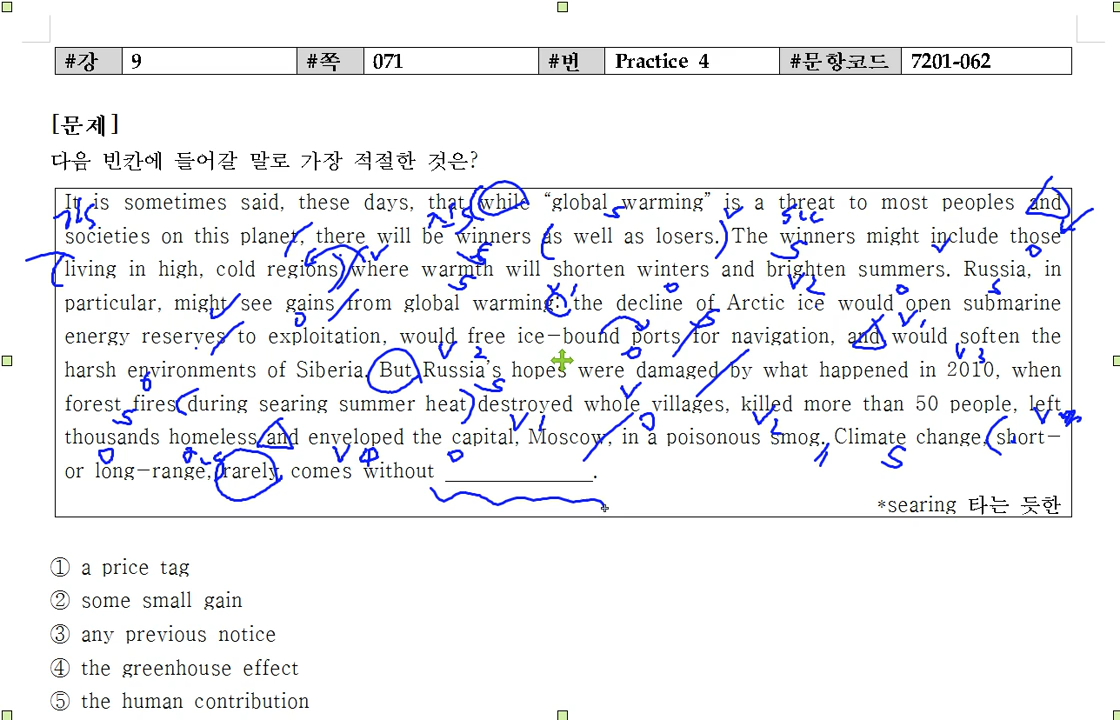 #강 9 #쪽 071 #번 Practice 4 #문항코드 7201-062
[문제]
다음 빈칸에 들어갈 말로 가장 적절한 것은?
It is sometimes said, these days, that while “global warming” is a threat to most peoples and
societies on this planet, there will be winners as well as losers. The winners might include those
living in high, cold regions, where warmth will shorten winters and brighten summers. Russia, in
particular, might see gains from global warming: the decline of Arctic ice would open submarine
energy reserves to exploitation, would free ice-bound ports for navigation, and would soften the
harsh environments of Siberia. But Russia’s hopes were damaged by what happened in 2010, when
forest fires during searing summer heat destroyed whole villages, killed more than 50 people, left
thousands homeless and enveloped the capital, Moscow, in a poisonous smog. Climate change, short-
or long-range, rarely, comes without ______________.
*searing 타는 듯한
① a price tag
② some small gain
③ any previous notice
④ the greenhouse effect
⑤ the human contribution